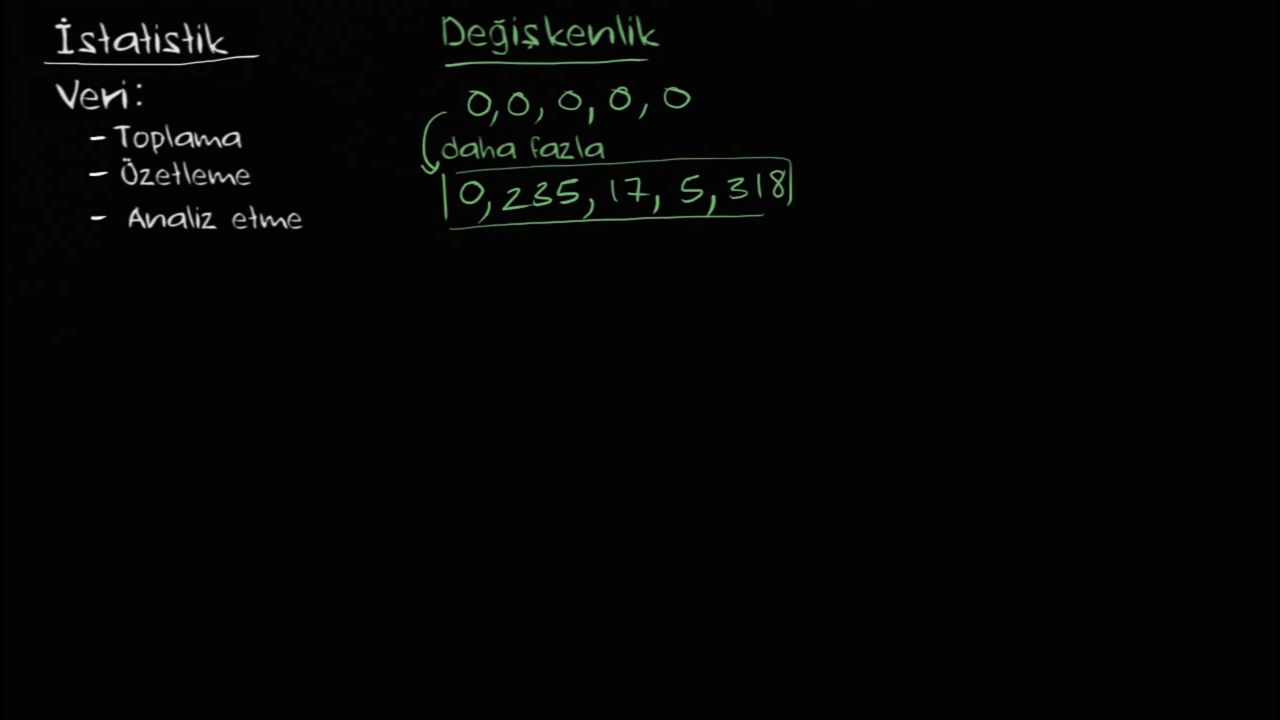 İstatistik
Veri:
- Toplama
- Özetleme
- Analiz etme
Değişkenlik
0, 0, 0, 0, 0
daha fazla
0, 235, 17, 5, 318